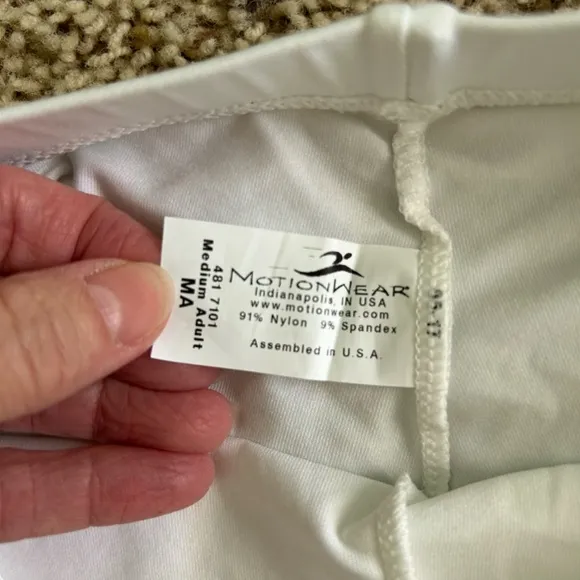 MOTIONWEAR
Indianapolis, IN USA
www.motionwear.com
91% Nylon 9% Spandex
Assembled in U.S.A.
481 7101
Medium Adult
MA